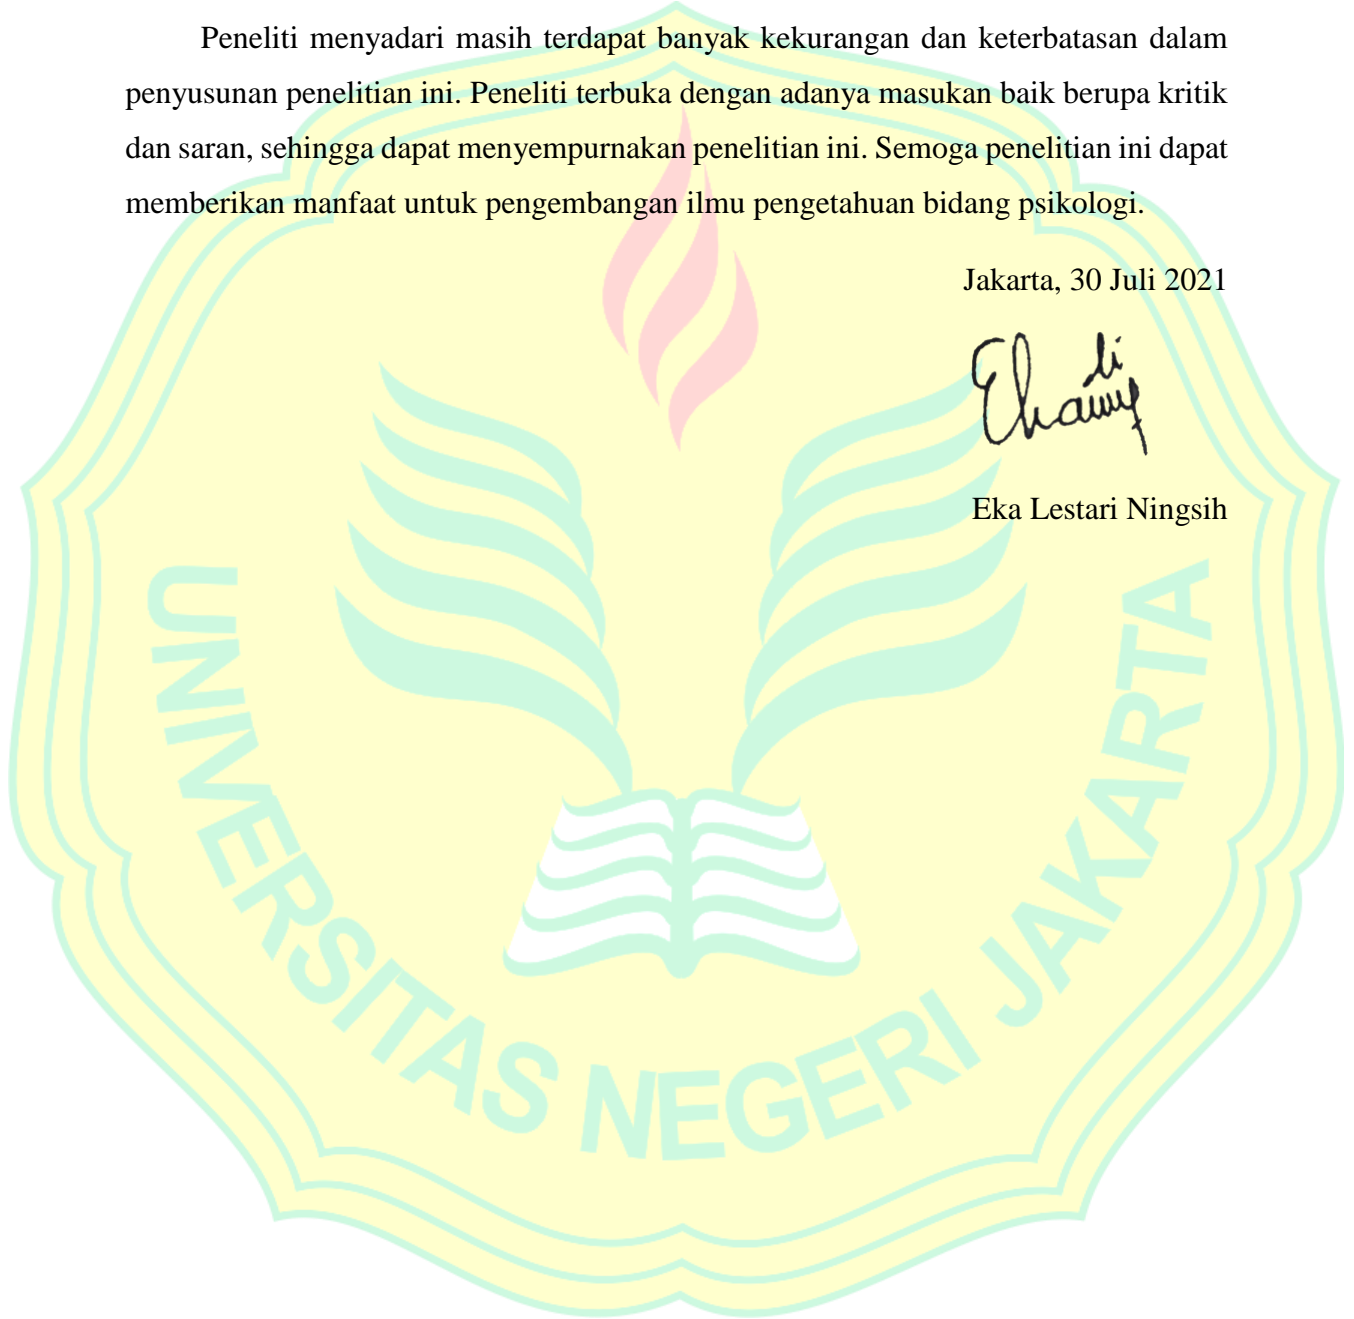 Peneliti menyadari masih terdapat banyak kekurangan dan keterbatasan dalam
penyusunan penelitian ini. Peneliti terbuka dengan adanya masukan baik berupa kritik
dan saran, sehingga dapat menyempurnakan penelitian ini. Semoga penelitian ini dapat
memberikan manfaat untuk pengembangan ilmu pengetahuan bidang psikologi.
Jakarta, 30 Juli 2021
Eka Lestari Ningsih
UNIVERSITAS NEGERI JAKARTA